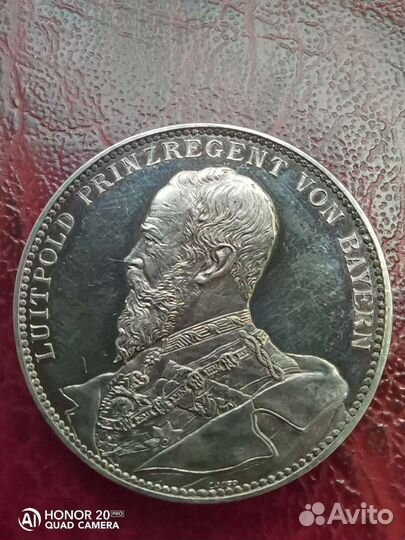 LUITPOLD PRINZREGENT VON BAYERN
HONOR 20 PRO
QUAD CAMERA
Avito